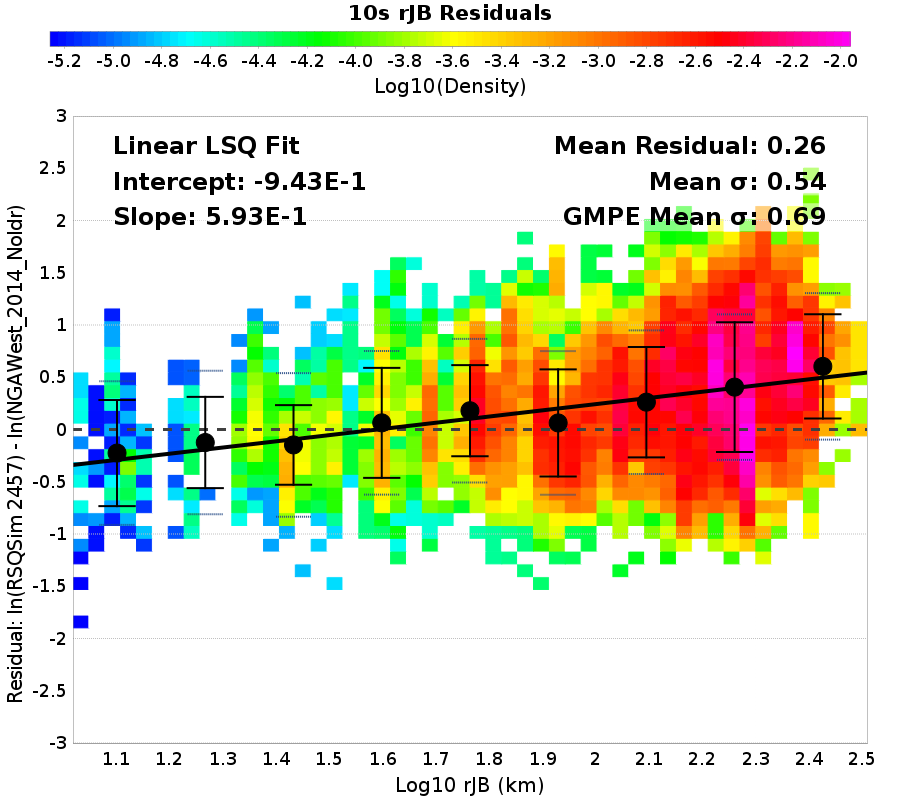 10s rJB Residuals
-5.2 -5.0 -4.8 -4.6 -4.4 -4.2 -4.0 -3.8 -3.6 -3.4 -3.2 -3.0 -2.8 -2.6 -2.4 -2.2 -2.0
Log10(Density)
Linear LSQ Fit
Intercept: -9.43E-1
Slope: 5.93E-1
Mean Residual: 0.26
Mean σ: 0.54
GMPE Mean σ: 0.69
3
2.5
2
1.5
1
0.5
0
-0.5
-1
-1.5
-2
-2.5
-3
Residual: ln(RSQSim 2457) - ln(NGAWest_2014_NoIdr)
1.1 1.2 1.3 1.4 1.5 1.6 1.7 1.8 1.9 2 2.1 2.2 2.3 2.4 2.5
Log10 rJB (km)